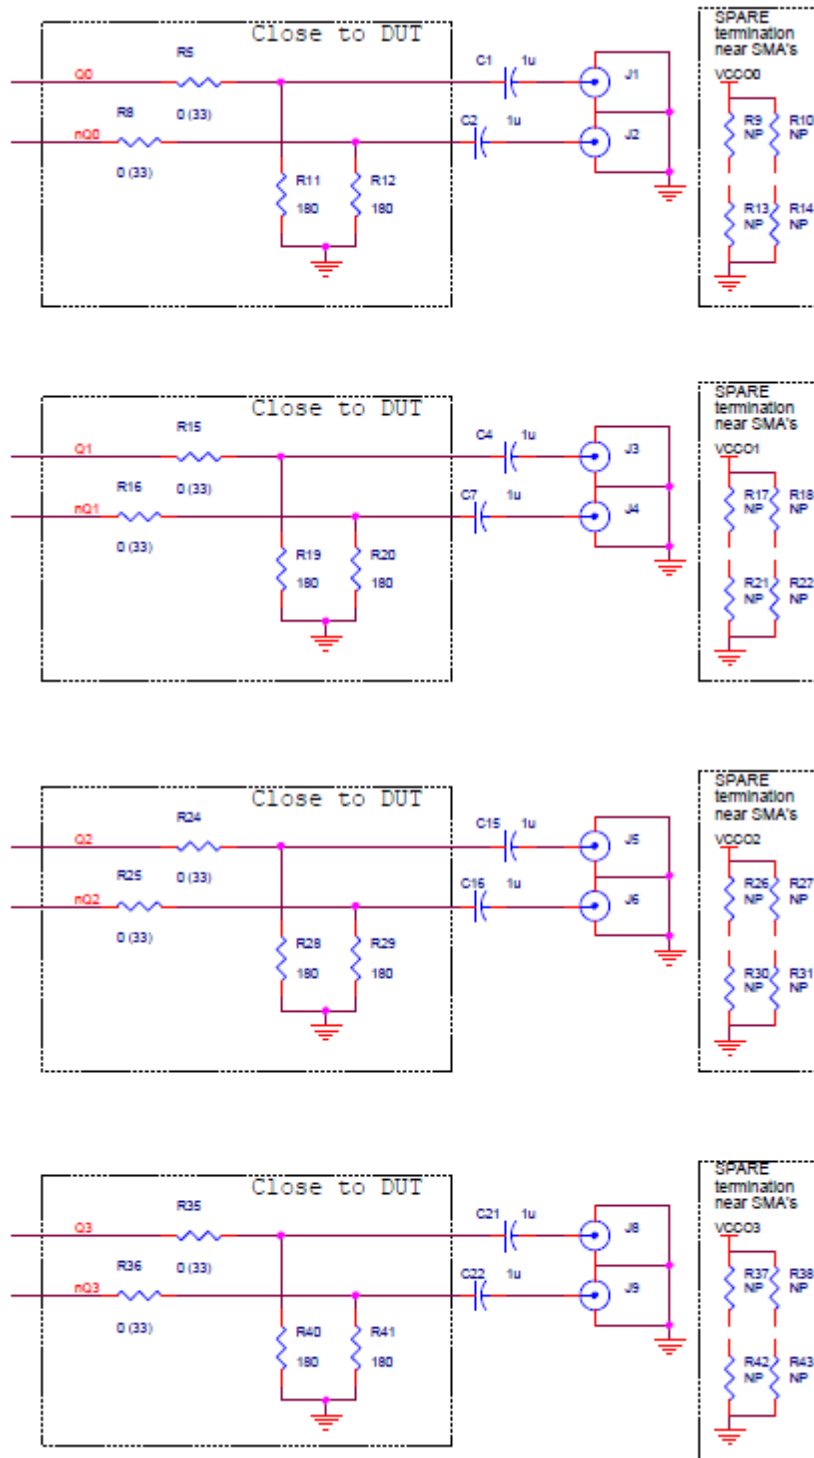 Close to DUT
R5
Q0
0 (33)
R8
nQ0
0 (33)
R11
180
R12
180
C1 1u
J1
C2 1u
J2
SPARE
termination
near SMA's
VCCO0
R9
NP
R10
NP
R13
NP
R14
NP
Close to DUT
R15
Q1
0 (33)
R16
nQ1
0 (33)
R19
180
R20
180
C4 1u
J3
C7 1u
J4
SPARE
termination
near SMA's
VCCO1
R17
NP
R18
NP
R21
NP
R22
NP
Close to DUT
R24
Q2
0 (33)
R25
nQ2
0 (33)
R28
180
R29
180
C15 1u
J5
C16 1u
J6
SPARE
termination
near SMA's
VCCO2
R26
NP
R27
NP
R30
NP
R31
NP
Close to DUT
R35
Q3
0 (33)
R36
nQ3
0 (33)
R40
180
R41
180
C21 1u
J8
C22 1u
J9
SPARE
termination
near SMA's
VCCO3
R37
NP
R38
NP
R42
NP
R43
NP